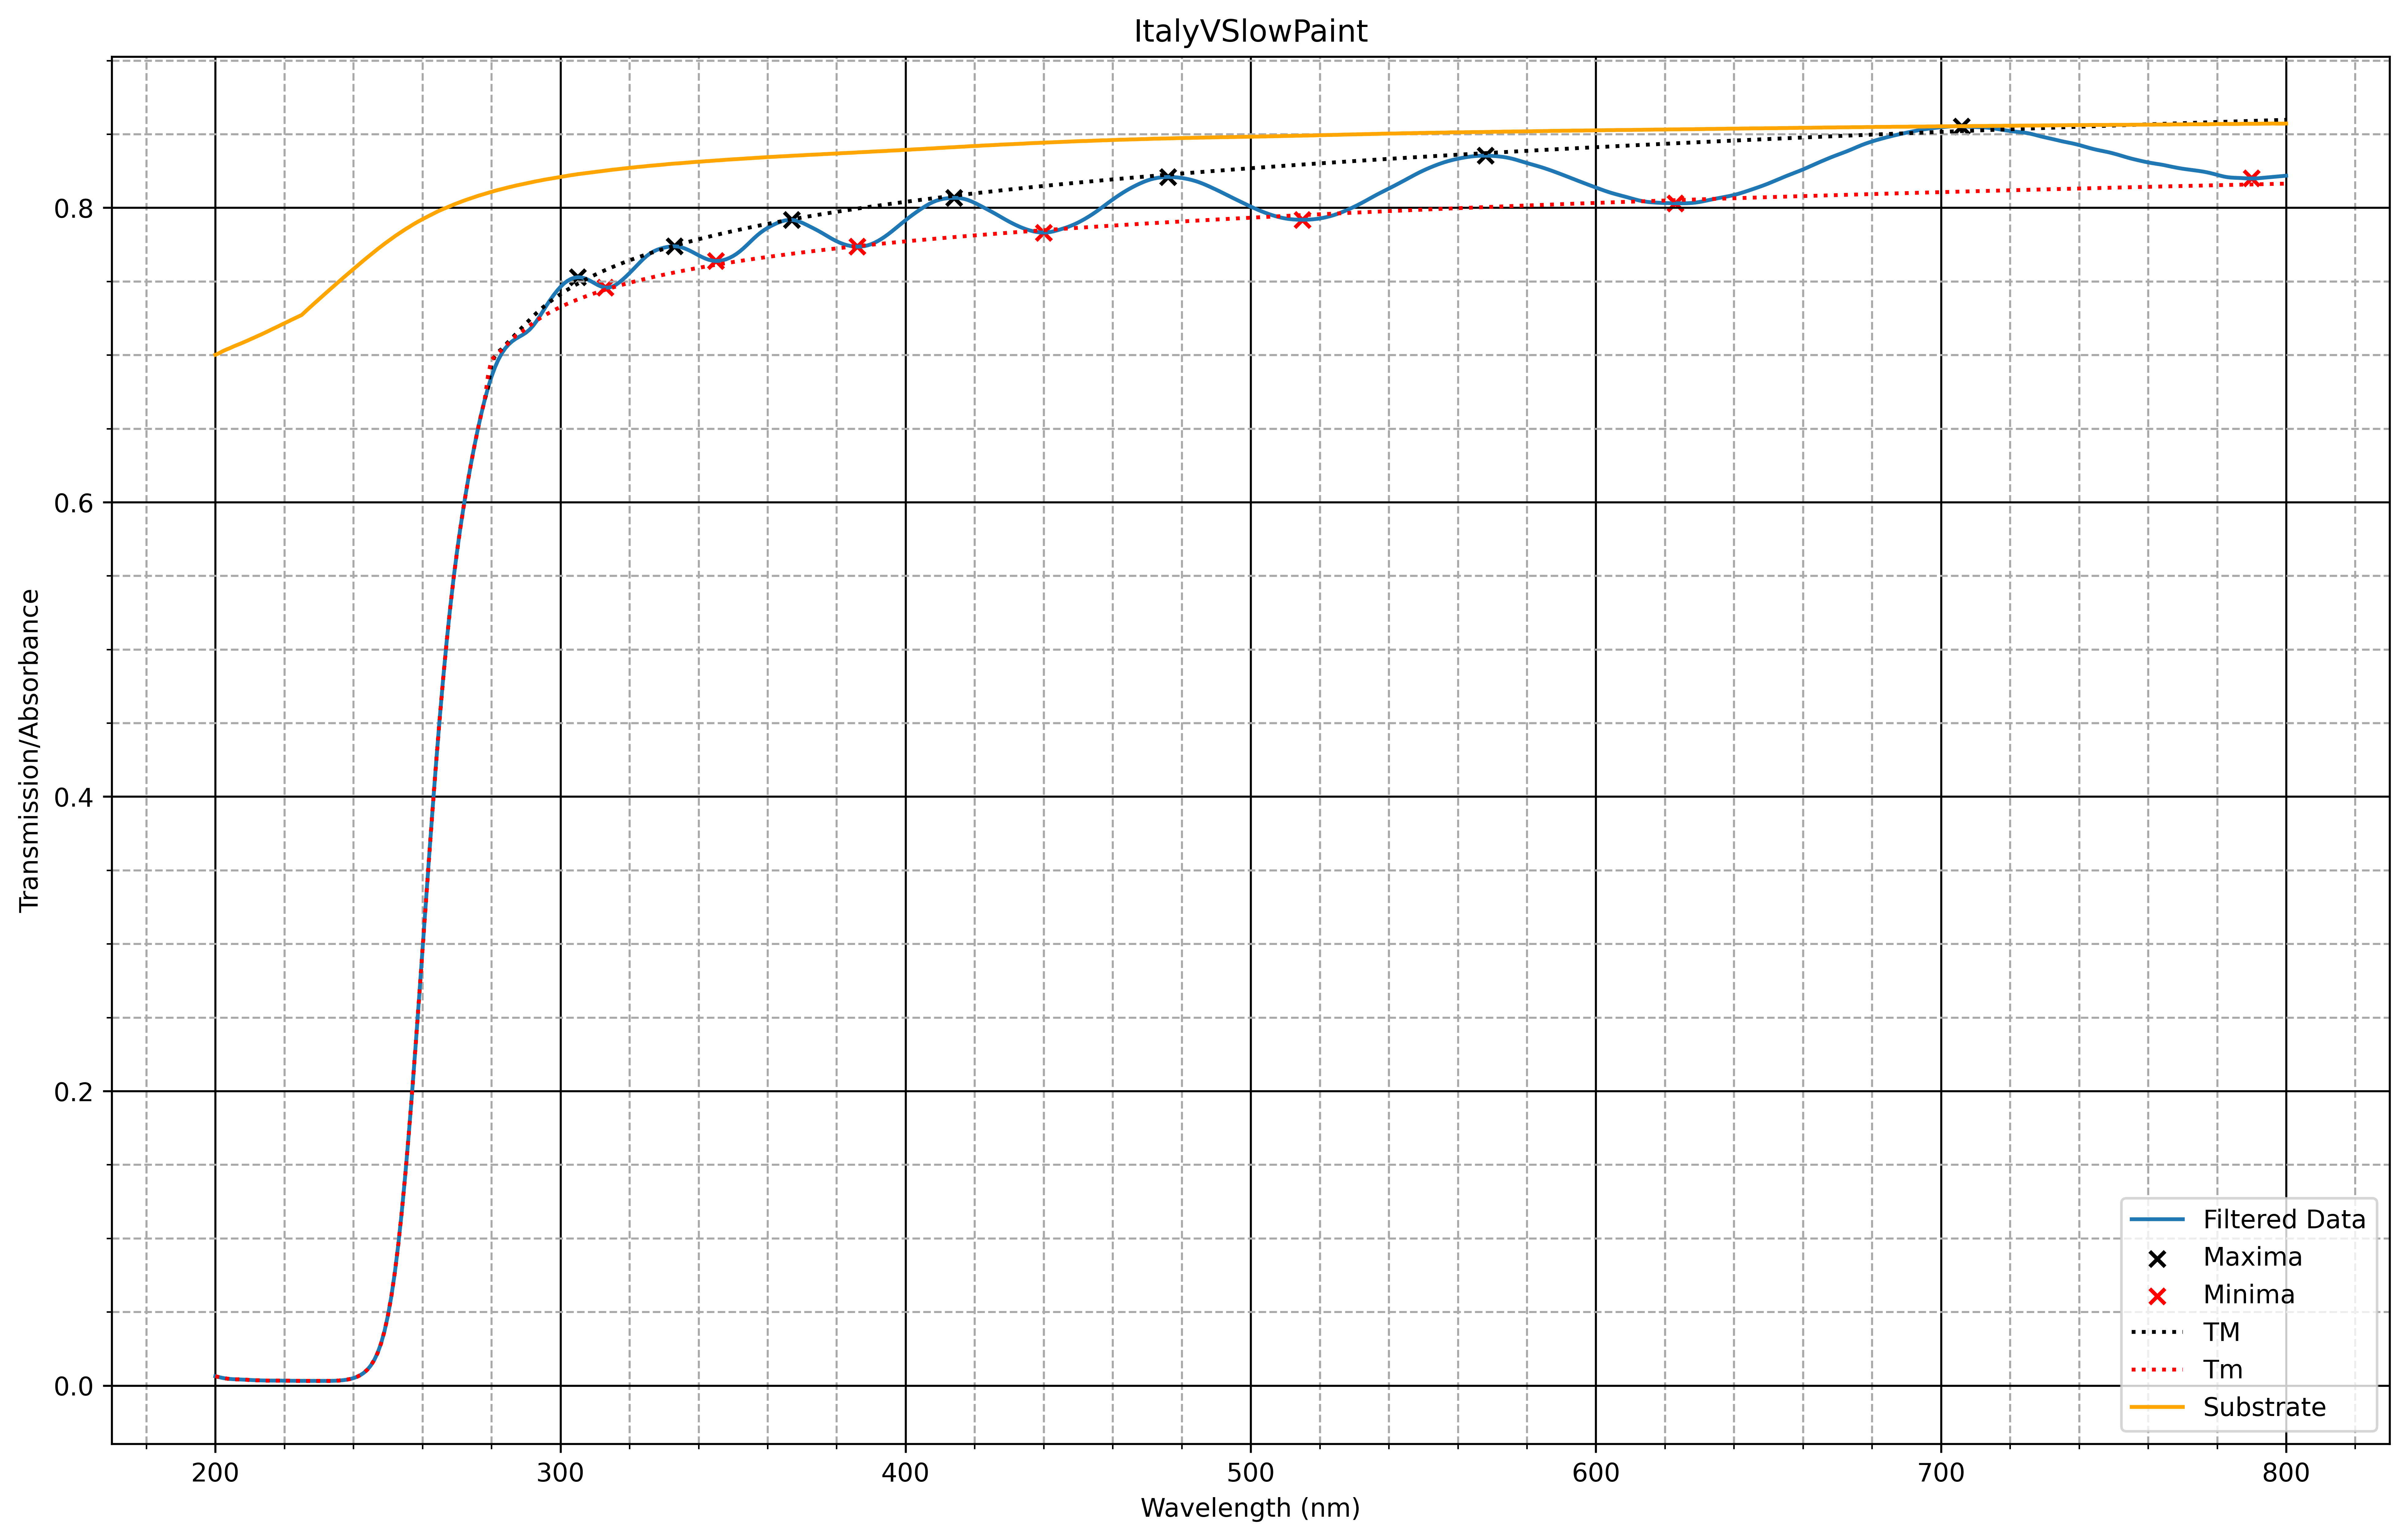 ItalyVSlowPaint
Transmission/Absorbance
0.8
0.6
0.4
0.2
0.0
200 300 400 500 600 700 800
Wavelength (nm)
Filtered Data
Maxima
Minima
TM
Tm
Substrate